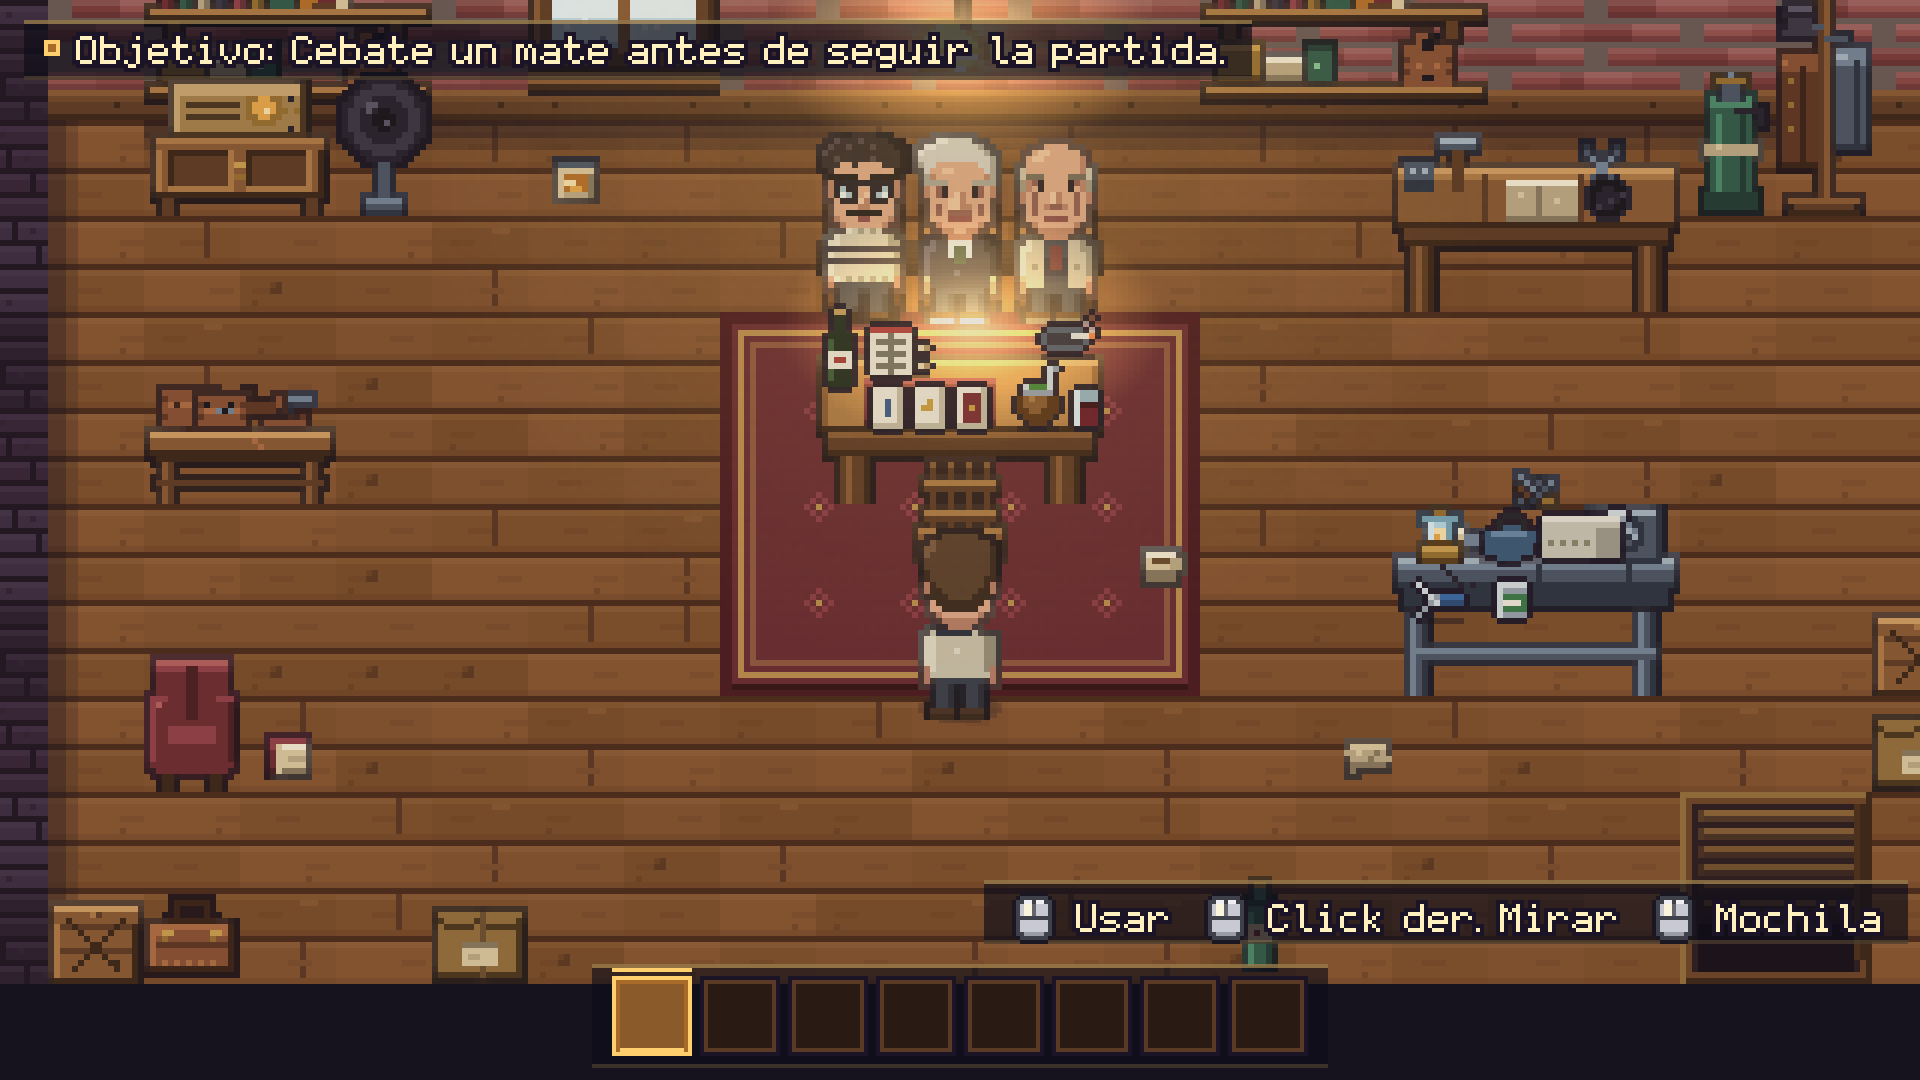 Objetivo: Cebate un mate antes de seguir la partida.
Usar Click der. Mirar Mochila